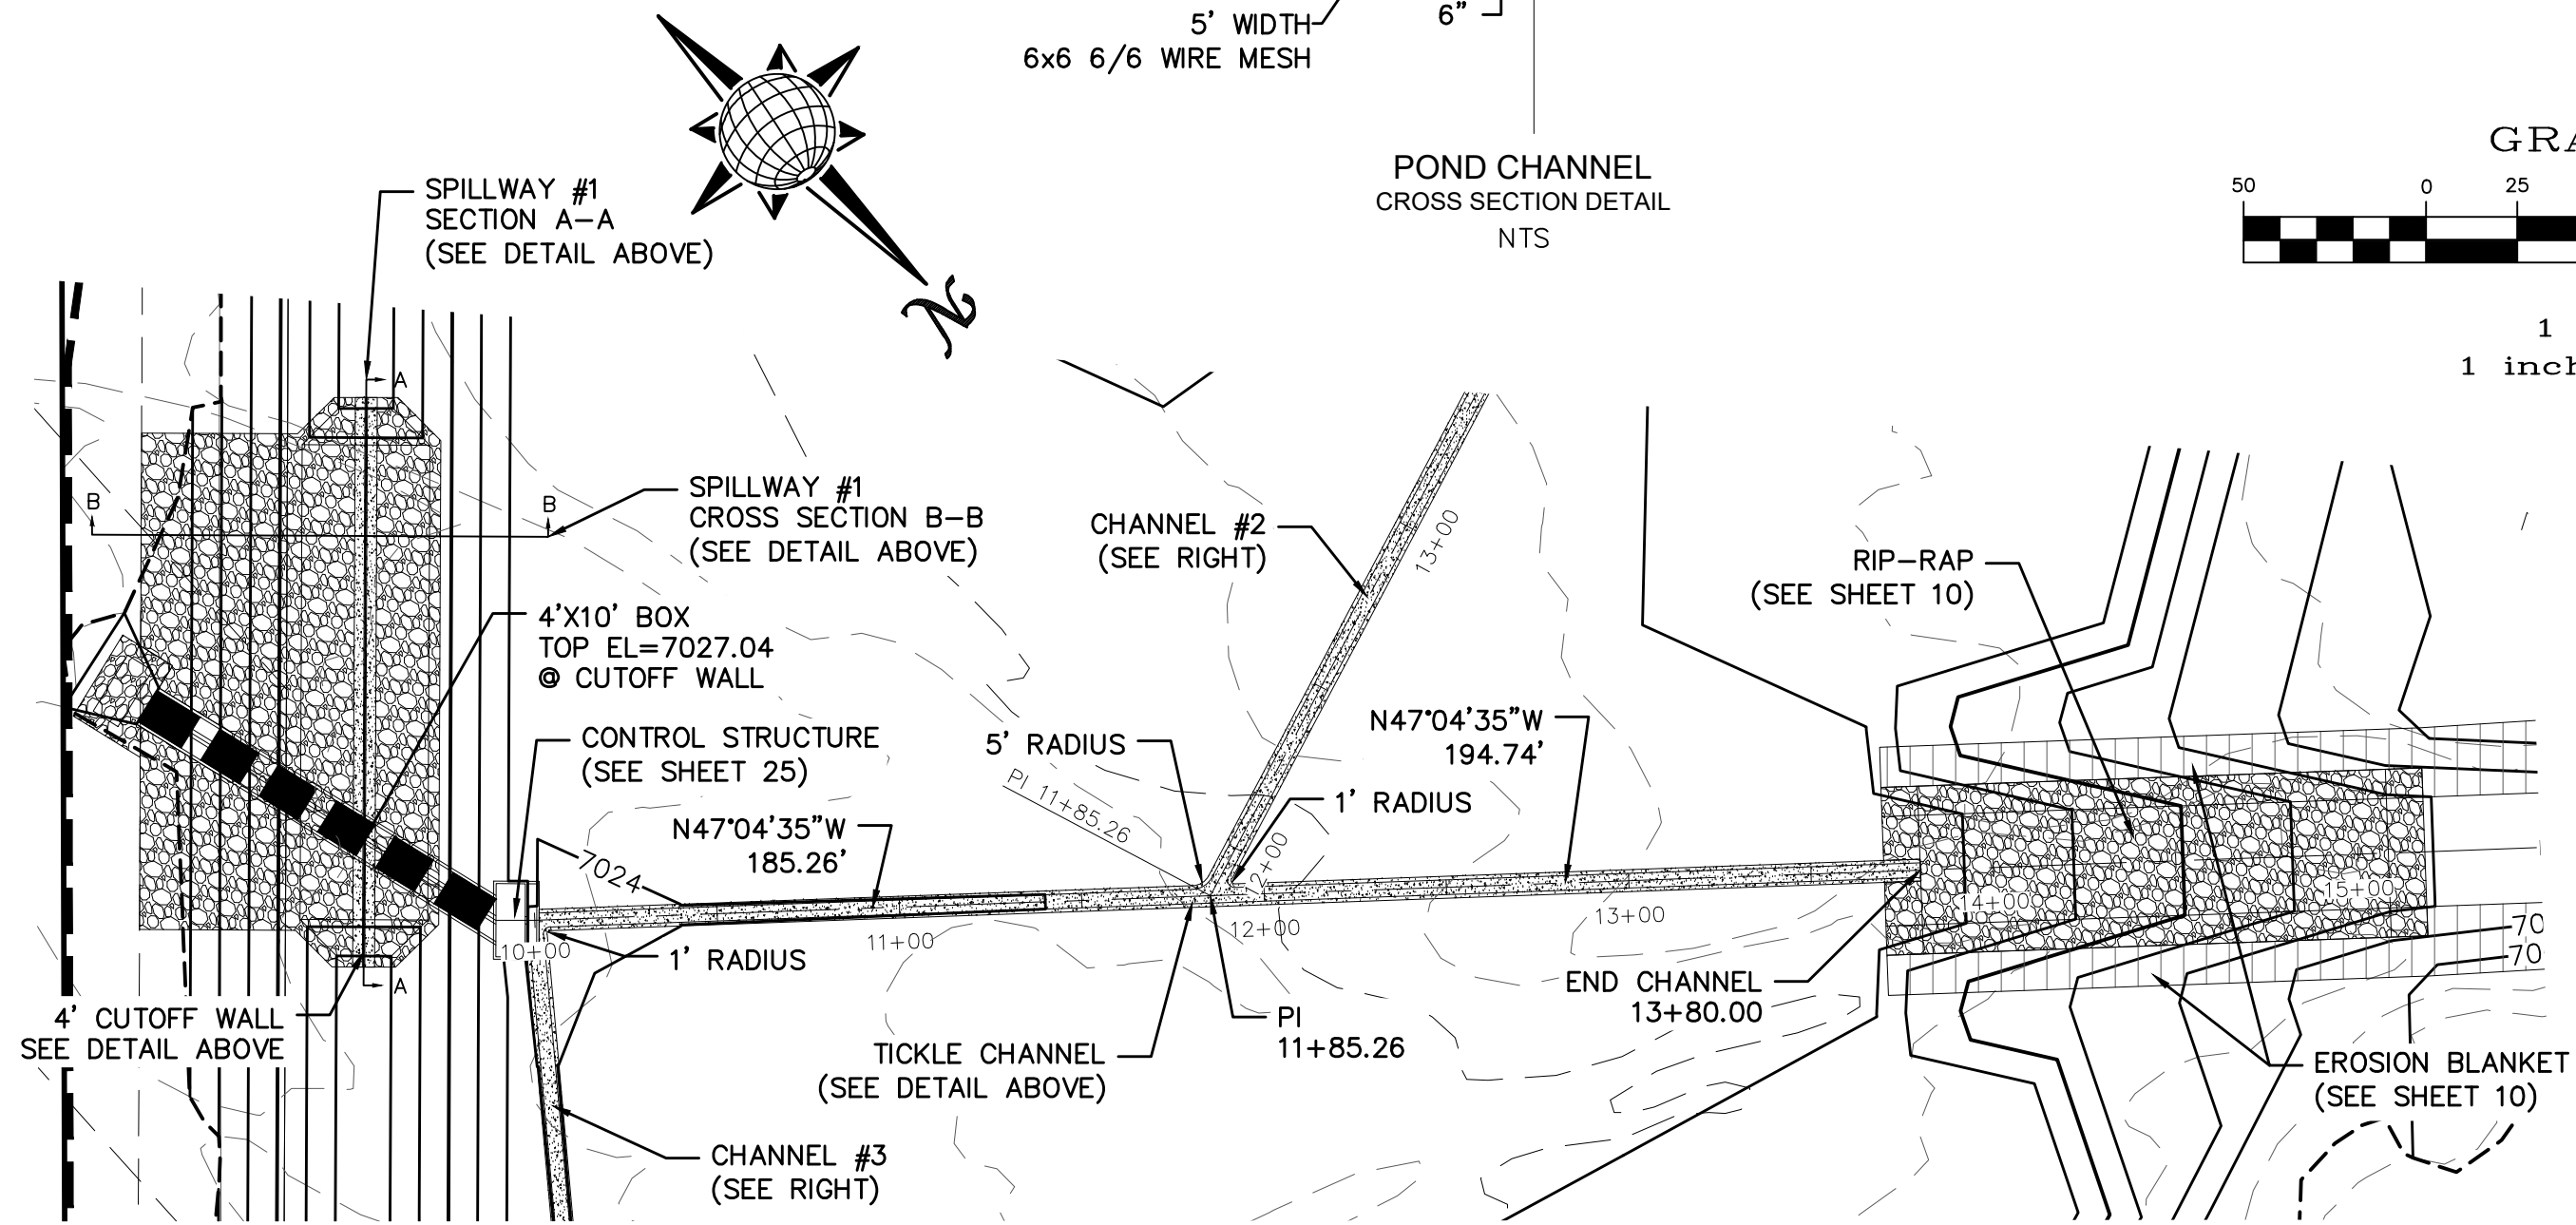 5' WIDTH
6x6 6/6 WIRE MESH
6"
POND CHANNEL
CROSS SECTION DETAIL
NTS
GRA
50 0 25
1
1 inch
N
SPILLWAY #1
SECTION A-A
(SEE DETAIL ABOVE)
A
B
B
SPILLWAY #1
CROSS SECTION B-B
(SEE DETAIL ABOVE)
4'X10' BOX
TOP EL=7027.04
@ CUTOFF WALL
CONTROL STRUCTURE
(SEE SHEET 25)
N47°04'35"W
185.26'
7024
10+00
11+00
1' RADIUS
A
4' CUTOFF WALL
SEE DETAIL ABOVE
CHANNEL #3
(SEE RIGHT)
CHANNEL #2
(SEE RIGHT)
13+00
5' RADIUS
PI 11+85.26
1' RADIUS
12+00
12+00
N47°04'35"W
194.74'
13+00
TICKLE CHANNEL
(SEE DETAIL ABOVE)
PI
11+85.26
END CHANNEL
13+80.00
RIP-RAP
(SEE SHEET 10)
14+00
15+00
70
70
EROSION BLANKET
(SEE SHEET 10)